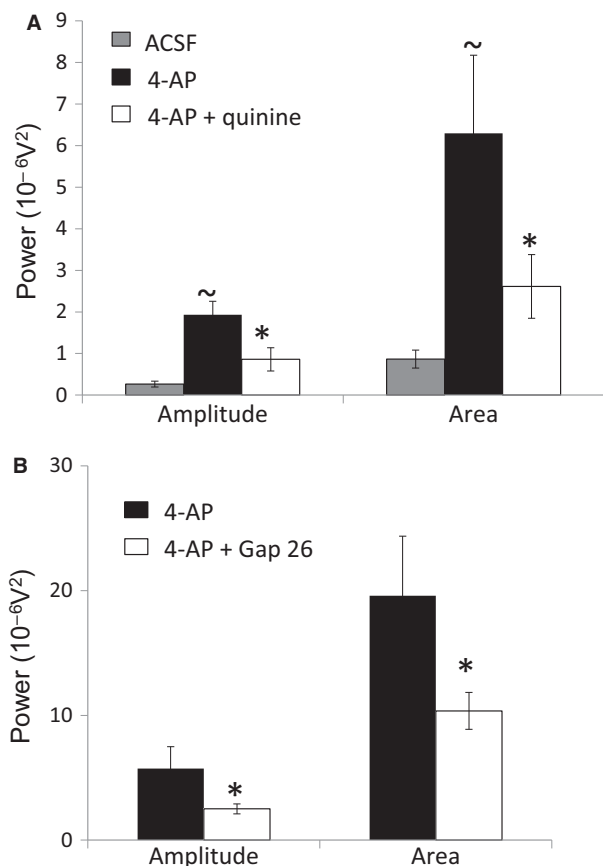 A
9
8
7
6
5
4
3
2
1
0
Power (10⁻⁶V²)
ACSF
4-AP
4-AP + quinine
~
*
~
*
Amplitude
Area
B
30
20
10
0
Power (10⁻⁶V²)
4-AP
4-AP + Gap 26
*
*
Amplitude
Area